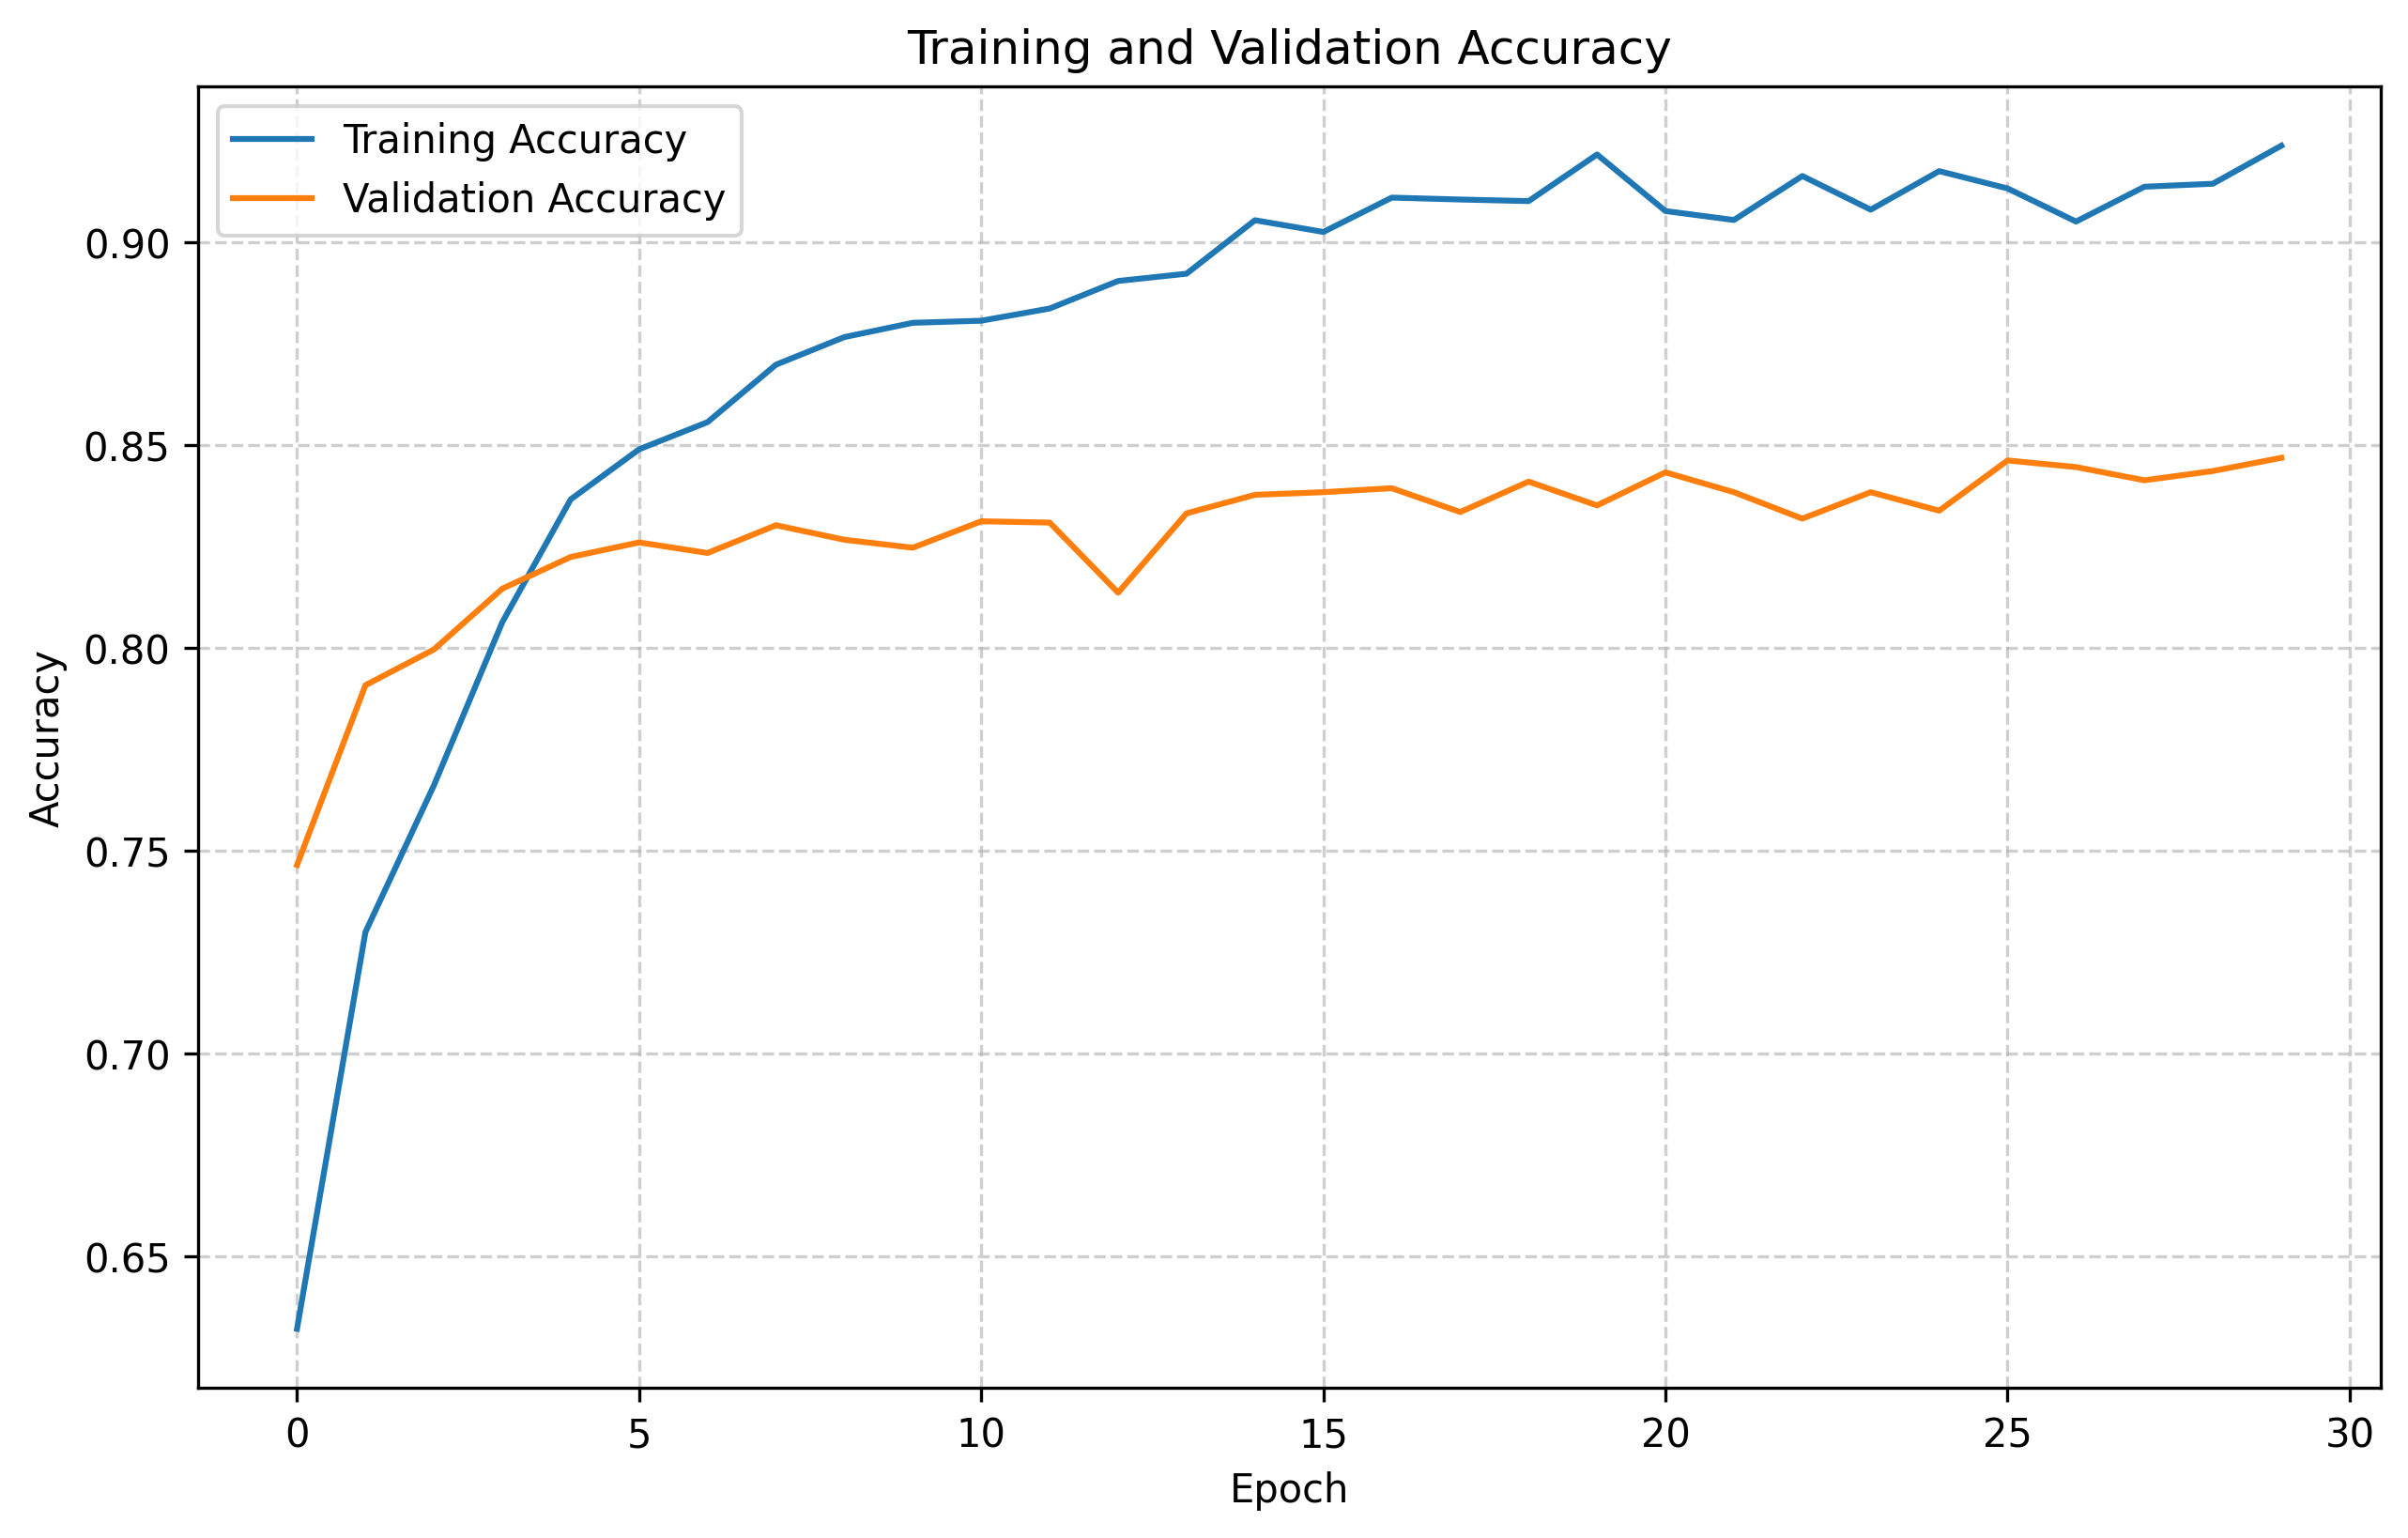 Training and Validation Accuracy
Training Accuracy
Validation Accuracy
0.90
0.85
0.80
0.75
0.70
0.65
Accuracy
0 5 10 15 20 25 30
Epoch